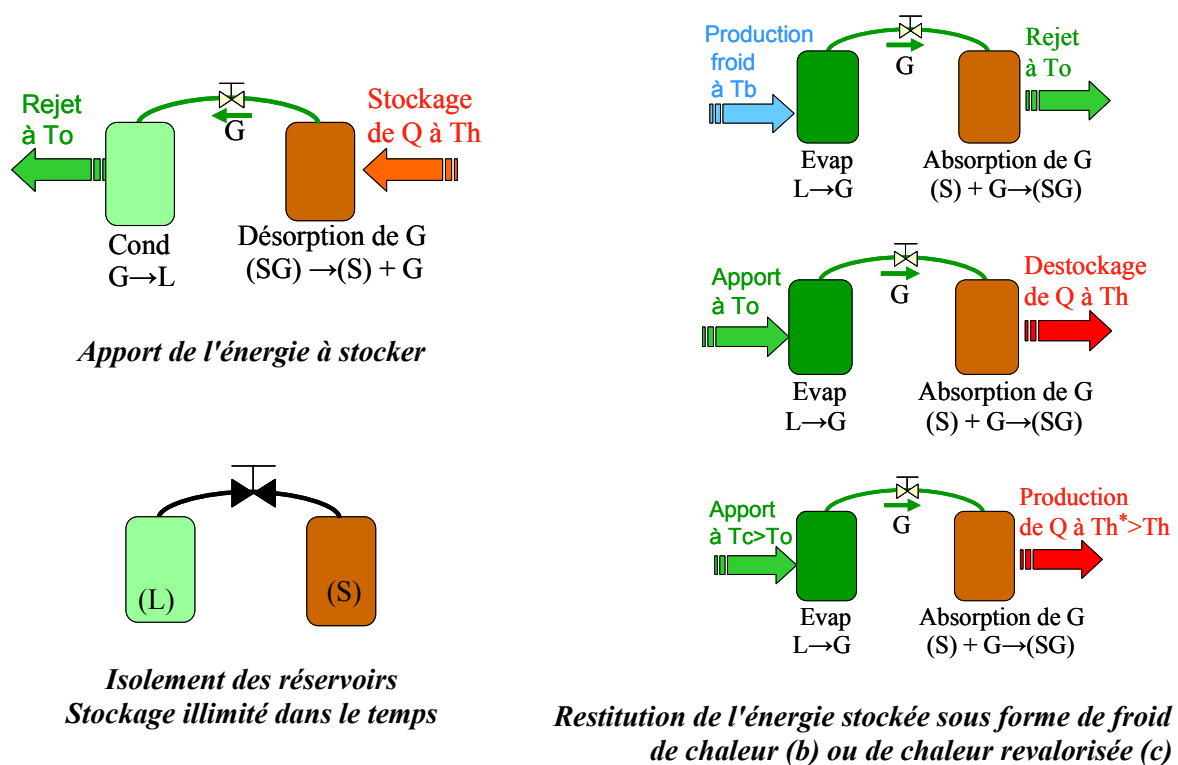 Rejet
à To
G
Stockage
de Q à Th
Cond
G→L
Désorption de G
(SG) →(S) + G
Apport de l'énergie à stocker
(L)
(S)
Isolement des réservoirs
Stockage illimité dans le temps
Production
froid
à Tb
G
Rejet
à To
Evap
L→G
Absorption de G
(S) + G→(SG)
Apport
à To
G
Destockage
de Q à Th
Evap
L→G
Absorption de G
(S) + G→(SG)
Apport
à Tc>To
G
Production
de Q à Th*>Th
Evap
L→G
Absorption de G
(S) + G→(SG)
Restitution de l'énergie stockée sous forme de froid
de chaleur (b) ou de chaleur revalorisée (c)